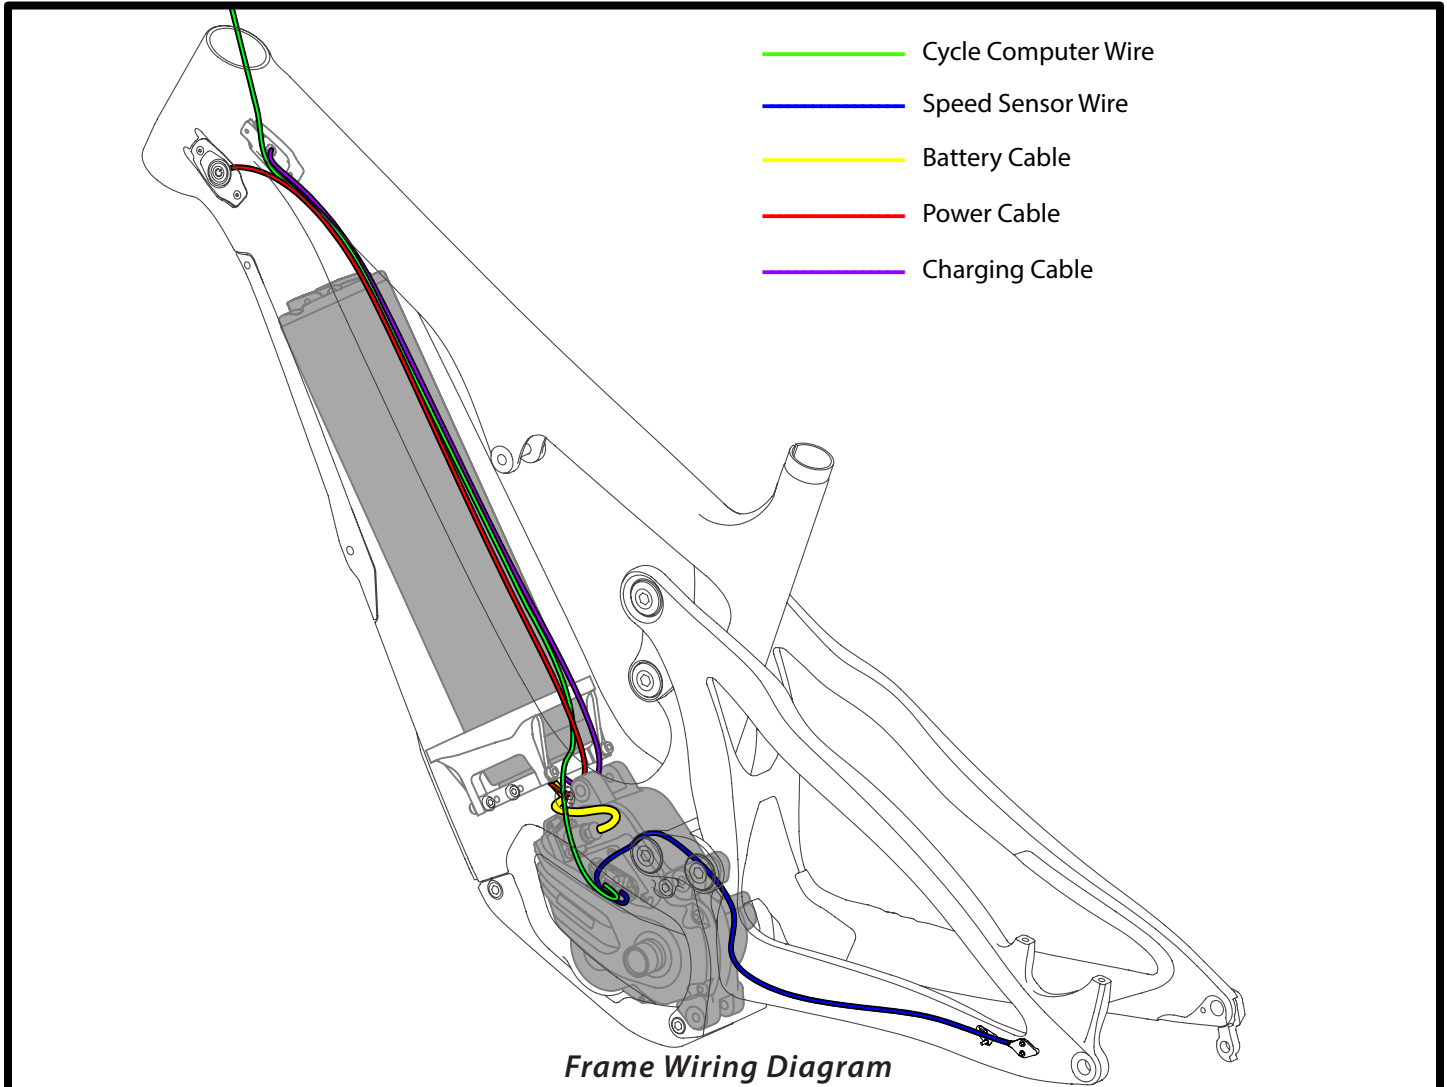 Cycle Computer Wire
Speed Sensor Wire
Battery Cable
Power Cable
Charging Cable
Frame Wiring Diagram